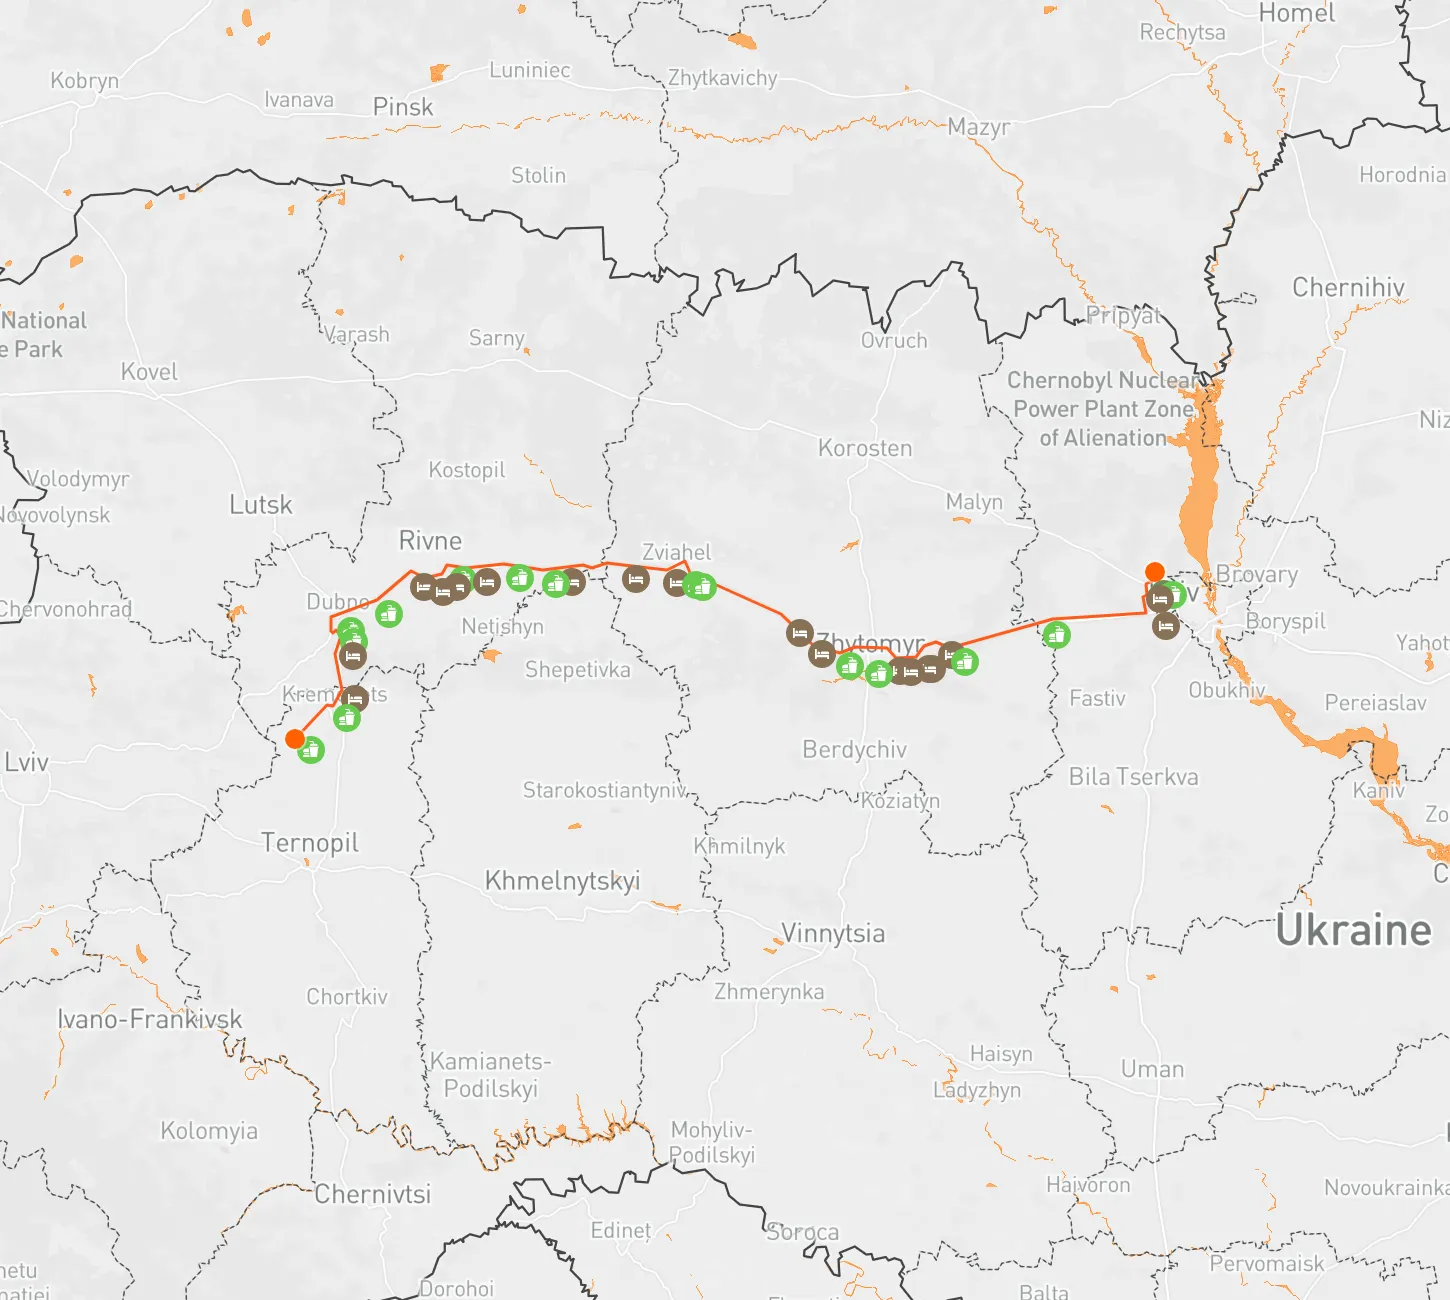 Homel
Rechytsa
Luniniec
Zhytkavichy
Kobryn
Ivanava
Pinsk
Mazyr
Stolin
Horodnia
Chernihiv
Pripyat
National
e Park
Varash
Sarny
Ovruch
Kovel
Chernobyl Nuclear
Power Plant Zone
of Alienation
Niz
Korosten
Kostopil
Volodymyr
Lutsk
Malyn
Novovolynsk
Rivne
Zviahel
Brovary
Dubno
Chervonohrad
Netishyn
Boryspil
Zhytomyr
Yahot
Shepetivka
Kremenets
Fastiv
Obukhiv
Pereiaslav
Lviv
Berdychiv
Bila Tserkva
Starokostiantyniv
Koziatyn
Kaniv
Zo
Ternopil
Khmilnyk
C
Khmelnytskyi
Vinnytsia
Ukraine
Zhmerynka
Chortkiv
Ivano-Frankivsk
Haisyn
Kamianets-
Podilskyi
Uman
Ladyzhyn
Kolomyia
Mohyliv-
Podilskyi
Chernivtsi
Haivoron
Novoukrainka
Edinet
Soroca
Pervomaisk
netu
Dorohoi
Balta